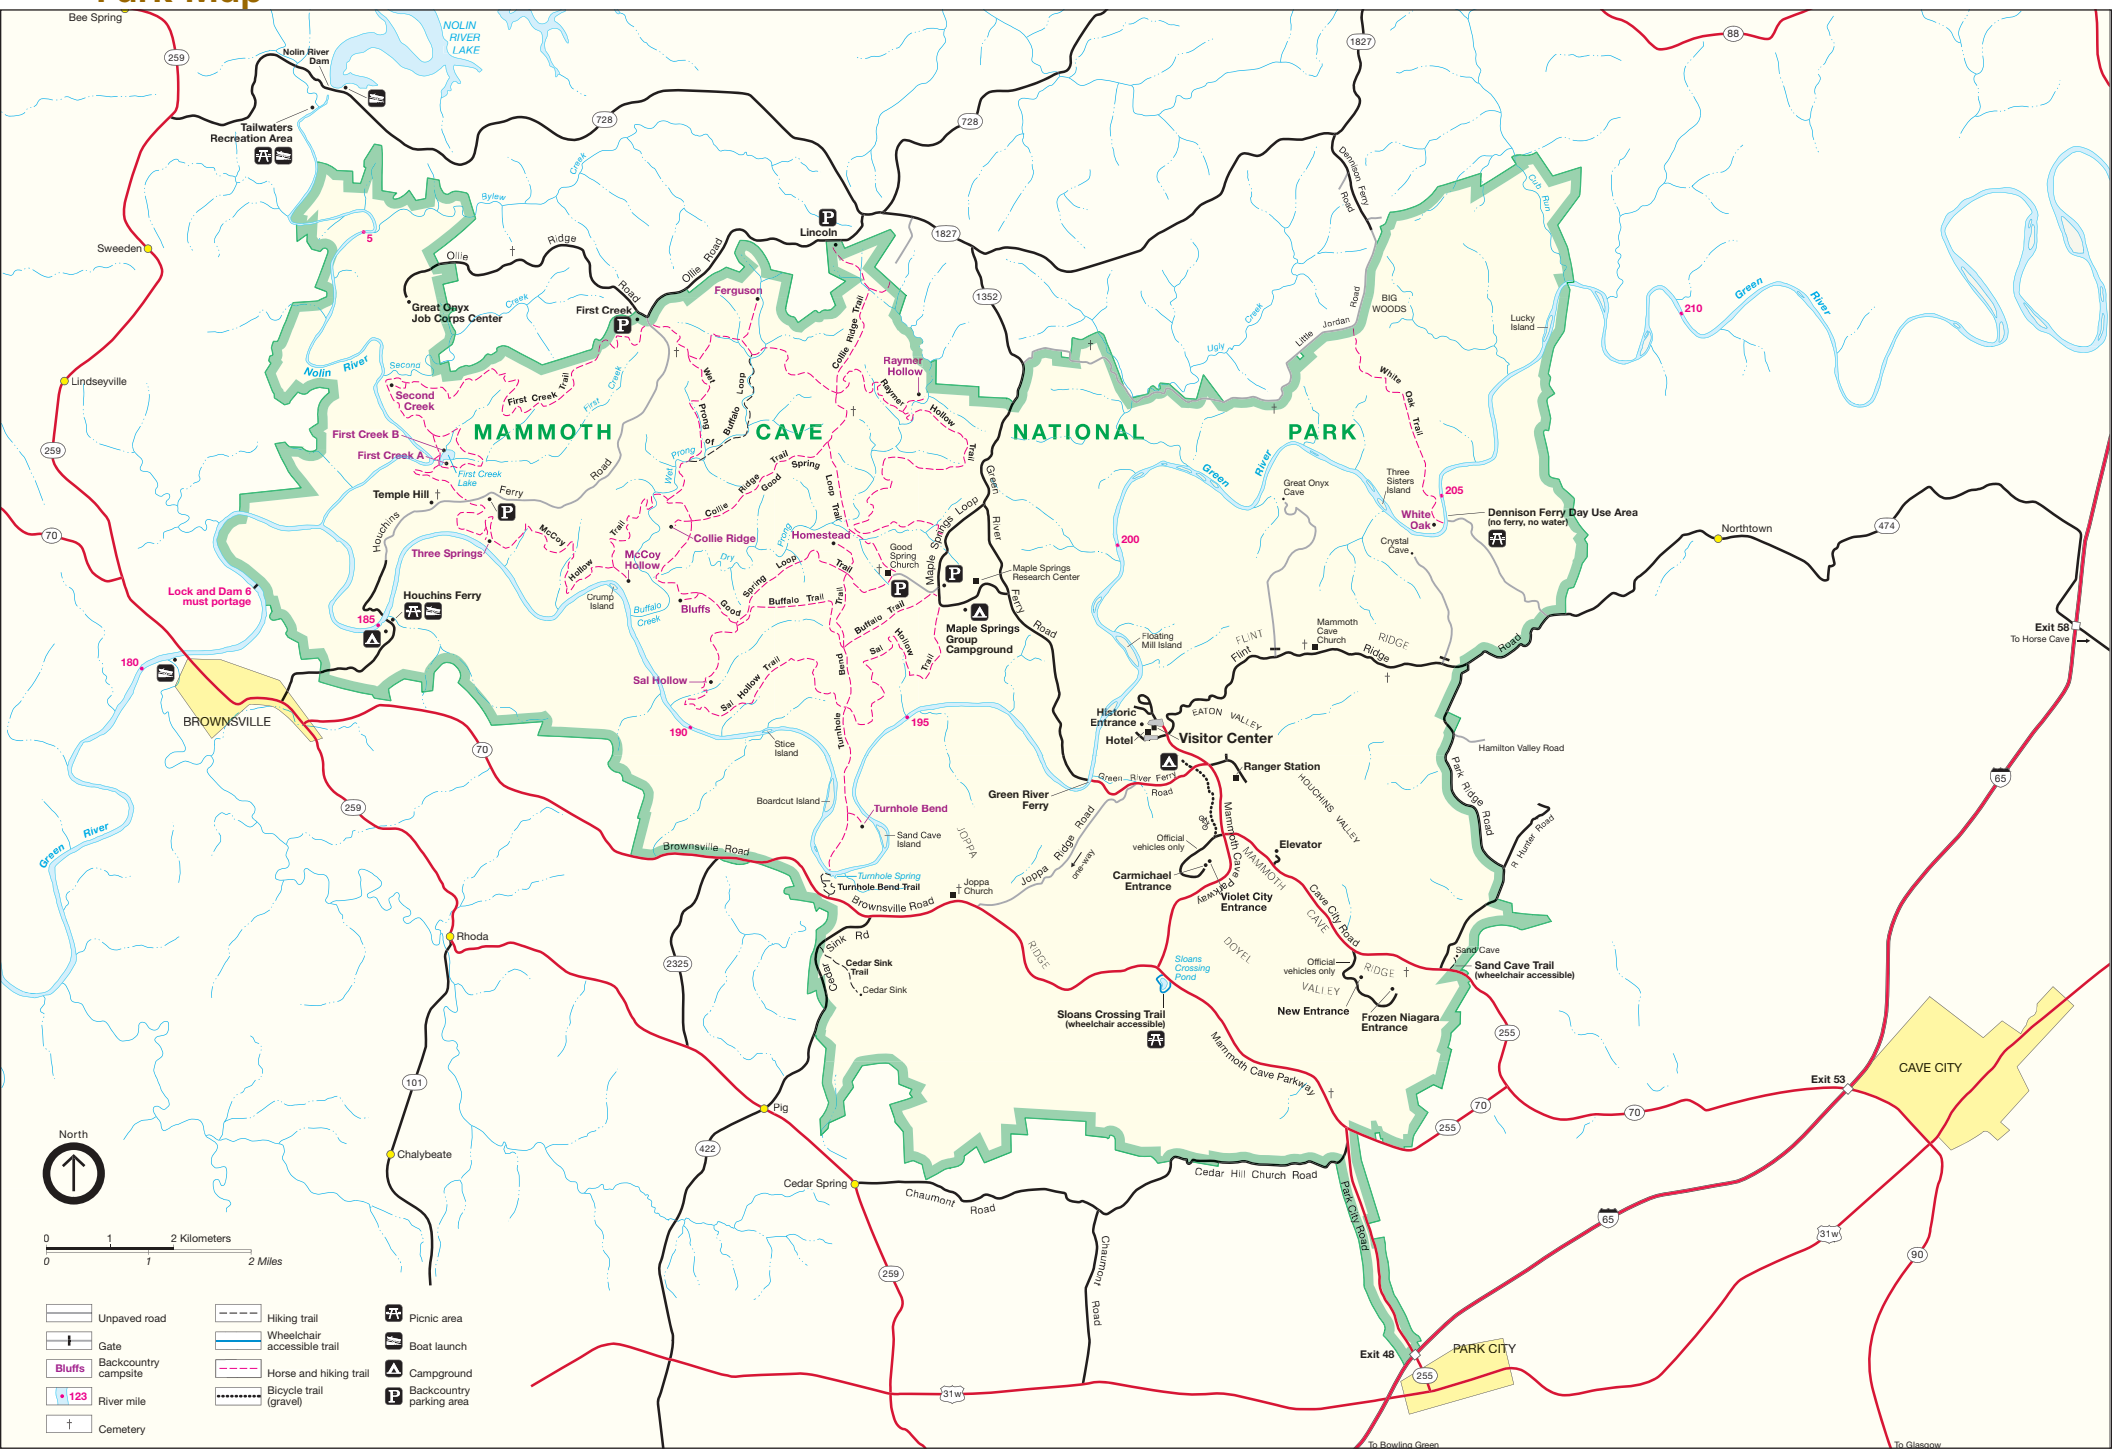 Park Map
Bee Spring
259
Nolin River
Dam
NOLIN
RIVER
LAKE
728
728
1827
88
Tailwaters
Recreation Area
Bylew
Creek
Dennison Ferry
Road
Cub
Run
5
Lincoln
1827
Sweeden
Ollie
Ridge
Road
Ollie Road
Great Onyx
Job Corps Center
Creek
First Creek
Ferguson
1352
Collie Ridge Trail
Creek
Ugly
Little
Jordan
Road
BIG
WOODS
Lucky
Island
Green
River
210
Nolin
River
Second
Lindseyville
Second
Creek
First Creek Trail
First
Creek
Wet
Prong
of
Buffalo
Loop
Raymer
Hollow
Raymer
Hollow
Trail
White
Oak
Trail
MAMMOTH
CAVE
NATIONAL
PARK
First Creek B
First Creek A
First Creek
Lake
259
Wet
Prong
Collie
Ridge
Trail
Good
Spring
Loop
Trail
Green
River
Ferry
Road
Green
River
Great Onyx
Cave
Three
Sisters
Island
205
White
Oak
Dennison Ferry Day Use Area
(no ferry, no water)
Crystal
Cave
Northtown
474
Temple Hill
Ferry
Road
Houchins
70
McCoy
Hollow
Trail
Three Springs
McCoy
Hollow
Collie Ridge
Dry
Prong
Homestead
Good
Spring
Church
Maple Springs Loop
Maple Springs
Research Center
200
Lock and Dam 6
must portage
Houchins Ferry
185
Crump
Island
Buffalo
Creek
Bluffs
Good
Spring
Loop
Trail
Buffalo Trail
Buffalo Trail
Sal
Hollow
Trail
Maple Springs
Group
Campground
Floating
Mill Island
FLINT
RIDGE
Flint
Ridge
Road
Mammoth
Cave
Church
Exit 58
To Horse Cave
180
BROWNSVILLE
Sal Hollow
Sal
Hollow
Trail
Turnhole
Bend
Trail
190
195
Stice
Island
Historic
Entrance
Hotel
EATON VALLEY
Visitor Center
Ranger Station
Hamilton Valley Road
Park Ridge Road
70
65
Boardcut Island
Turnhole Bend
Sand Cave
Island
Green River
Ferry
Green River Ferry
Road
HOUCHINS VALLEY
259
Green
River
Brownsville Road
Turnhole Spring
Turnhole Bend Trail
JOPPA
RIDGE
Joppa
Ridge
Road
one-way
Joppa
Church
Official
vehicles only
Carmichael
Entrance
Violet City
Entrance
Mammoth Cave
Parkway
Elevator
MAMMOTH
CAVE
RIDGE
Cave City Road
R Hunter Road
Brownsville Road
Rhoda
2325
Cedar
Sink
Rd
Cedar Sink
Trail
Cedar Sink
Sloans
Crossing
Pond
DOYEL
VALLEY
Official
vehicles only
Sand Cave
Sand Cave Trail
(wheelchair accessible)
New Entrance
Frozen Niagara
Entrance
Sloans Crossing Trail
(wheelchair accessible)
Mammoth Cave Parkway
255
CAVE CITY
Exit 53
101
Pig
70
70
255
North
Chalybeate
422
Cedar Spring
Chaumont
Road
Cedar Hill Church Road
Park City Road
Chaumont
Road
65
31w
90
259
0
1
2 Kilometers
0
1
2 Miles
Exit 48
PARK CITY
255
31w
Unpaved road
Gate
Bluffs
Backcountry
campsite
123
River mile
Cemetery
Hiking trail
Wheelchair
accessible trail
Horse and hiking trail
Bicycle trail
(gravel)
Picnic area
Boat launch
Campground
P
Backcountry
parking area
To Bowling Green
To Glasgow